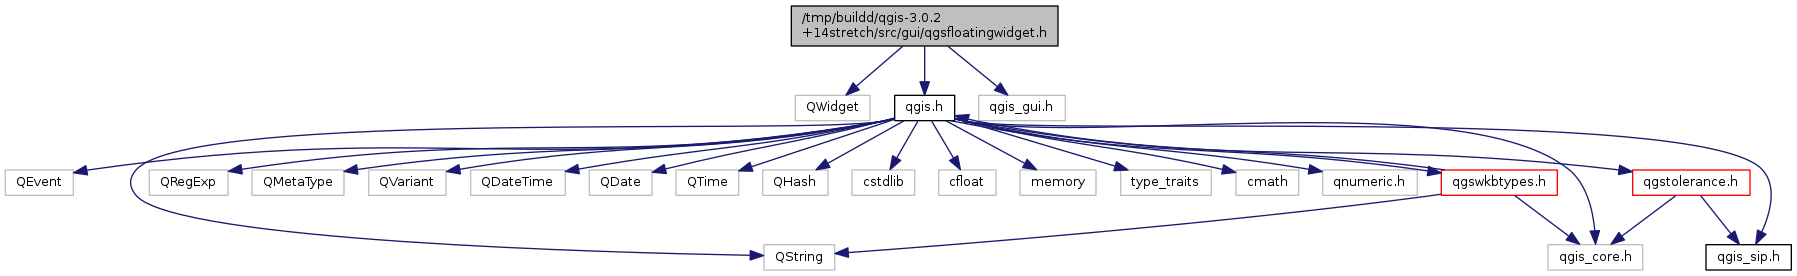 /tmp/buildd/qgis-3.0.2
+14stretch/src/gui/qgsfloatingwidget.h
QWidget
qgis.h
qgis_gui.h
QEvent
QRegExp
QMetaType
QVariant
QDateTime
QDate
QTime
QHash
cstdlib
cfloat
memory
type_traits
cmath
qnumeric.h
qgswkbtypes.h
qgstolerance.h
QString
qgis_core.h
qgis_sip.h